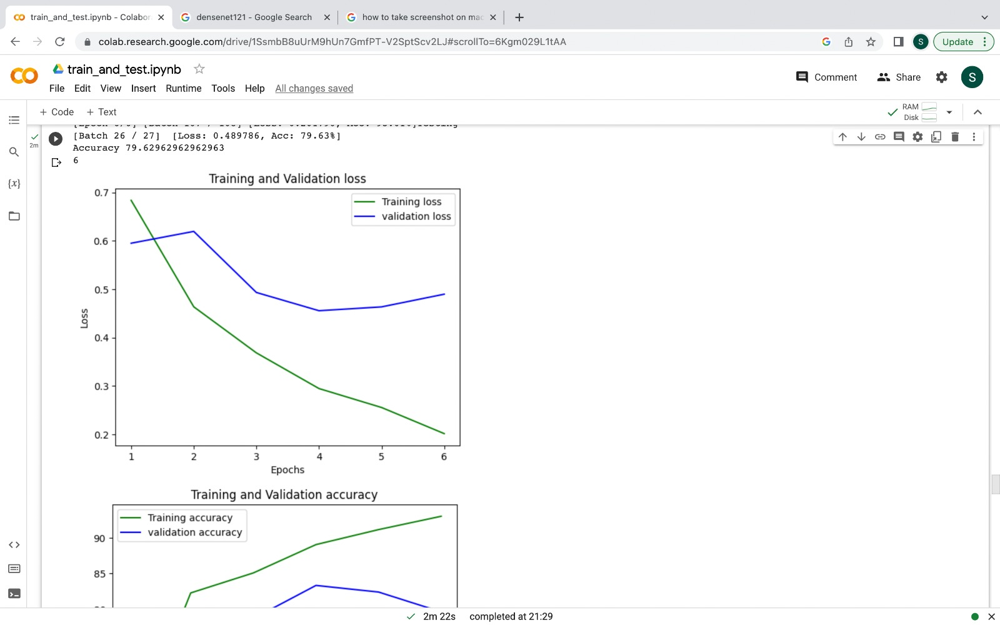 train_and_test.ipynb - Colabor
densenet121 - Google Search
how to take screenshot on mac
colab.research.google.com/drive/1SsmbB8uUrM9hUn7GmfPT-V2SptScv2LJ#scrollTo=6Kgm029L1tAA
S
Update
train_and_test.ipynb
File Edit View Insert Runtime Tools Help All changes saved
Comment
Share
S
+ Code + Text
RAM
Disk
2m
[Batch 26 / 27] [Loss: 0.489786, Acc: 79.63%]
Accuracy 79.62962962962963
6
{x}
Training and Validation loss
Training loss
validation loss
0.7
0.6
0.5
0.4
0.3
0.2
Loss
1 2 3 4 5 6
Epochs
Training and Validation accuracy
Training accuracy
validation accuracy
90
85
2m 22s completed at 21:29